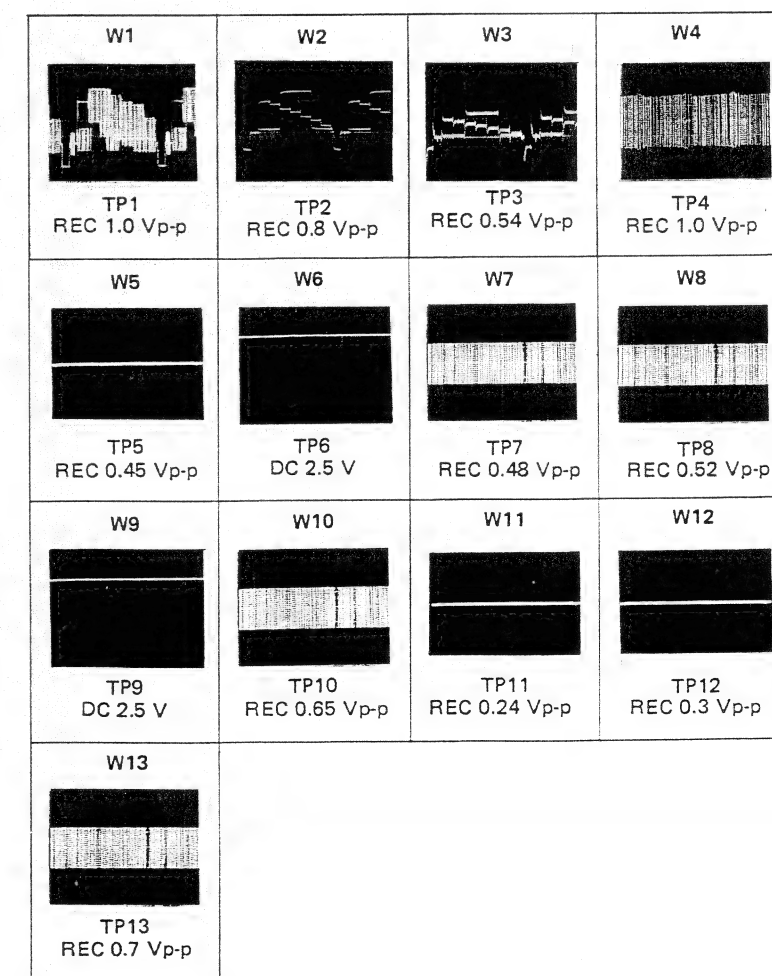 W1
TP1
REC 1.0 Vp-p
W2
TP2
REC 0.8 Vp-p
W3
TP3
REC 0.54 Vp-p
W4
TP4
REC 1.0 Vp-p
W5
TP5
REC 0.45 Vp-p
W6
TP6
DC 2.5 V
W7
TP7
REC 0.48 Vp-p
W8
TP8
REC 0.52 Vp-p
W9
TP9
DC 2.5 V
W10
TP10
REC 0.65 Vp-p
W11
TP11
REC 0.24 Vp-p
W12
TP12
REC 0.3 Vp-p
W13
TP13
REC 0.7 Vp-p